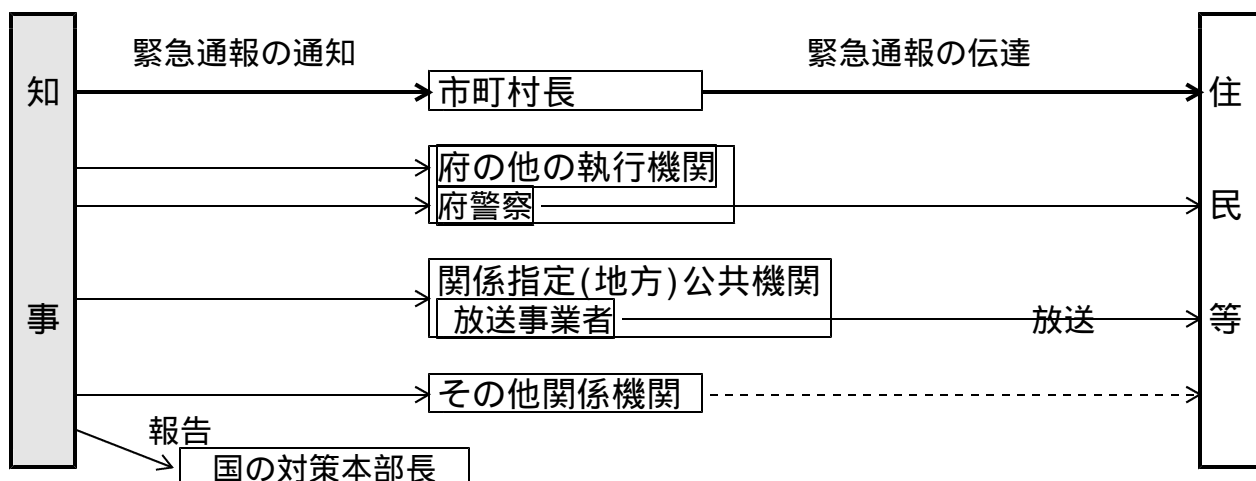 緊急通報の通知
緊急通報の伝達
知事
市町村長
府の他の執行機関
府警察
関係指定(地方)公共機関
放送事業者
放送
その他関係機関
報告
国の対策本部長
住民等